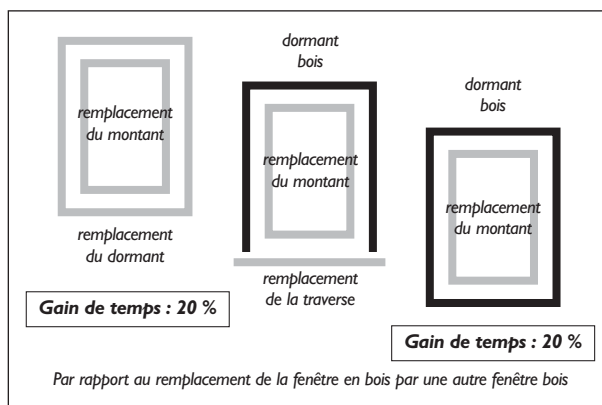 remplacement
du montant
remplacement
du dormant
Gain de temps : 20 %
dormant
bois
remplacement
du montant
remplacement
de la traverse
dormant
bois
remplacement
du montant
Gain de temps : 20 %
Par rapport au remplacement de la fenêtre en bois par une autre fenêtre bois